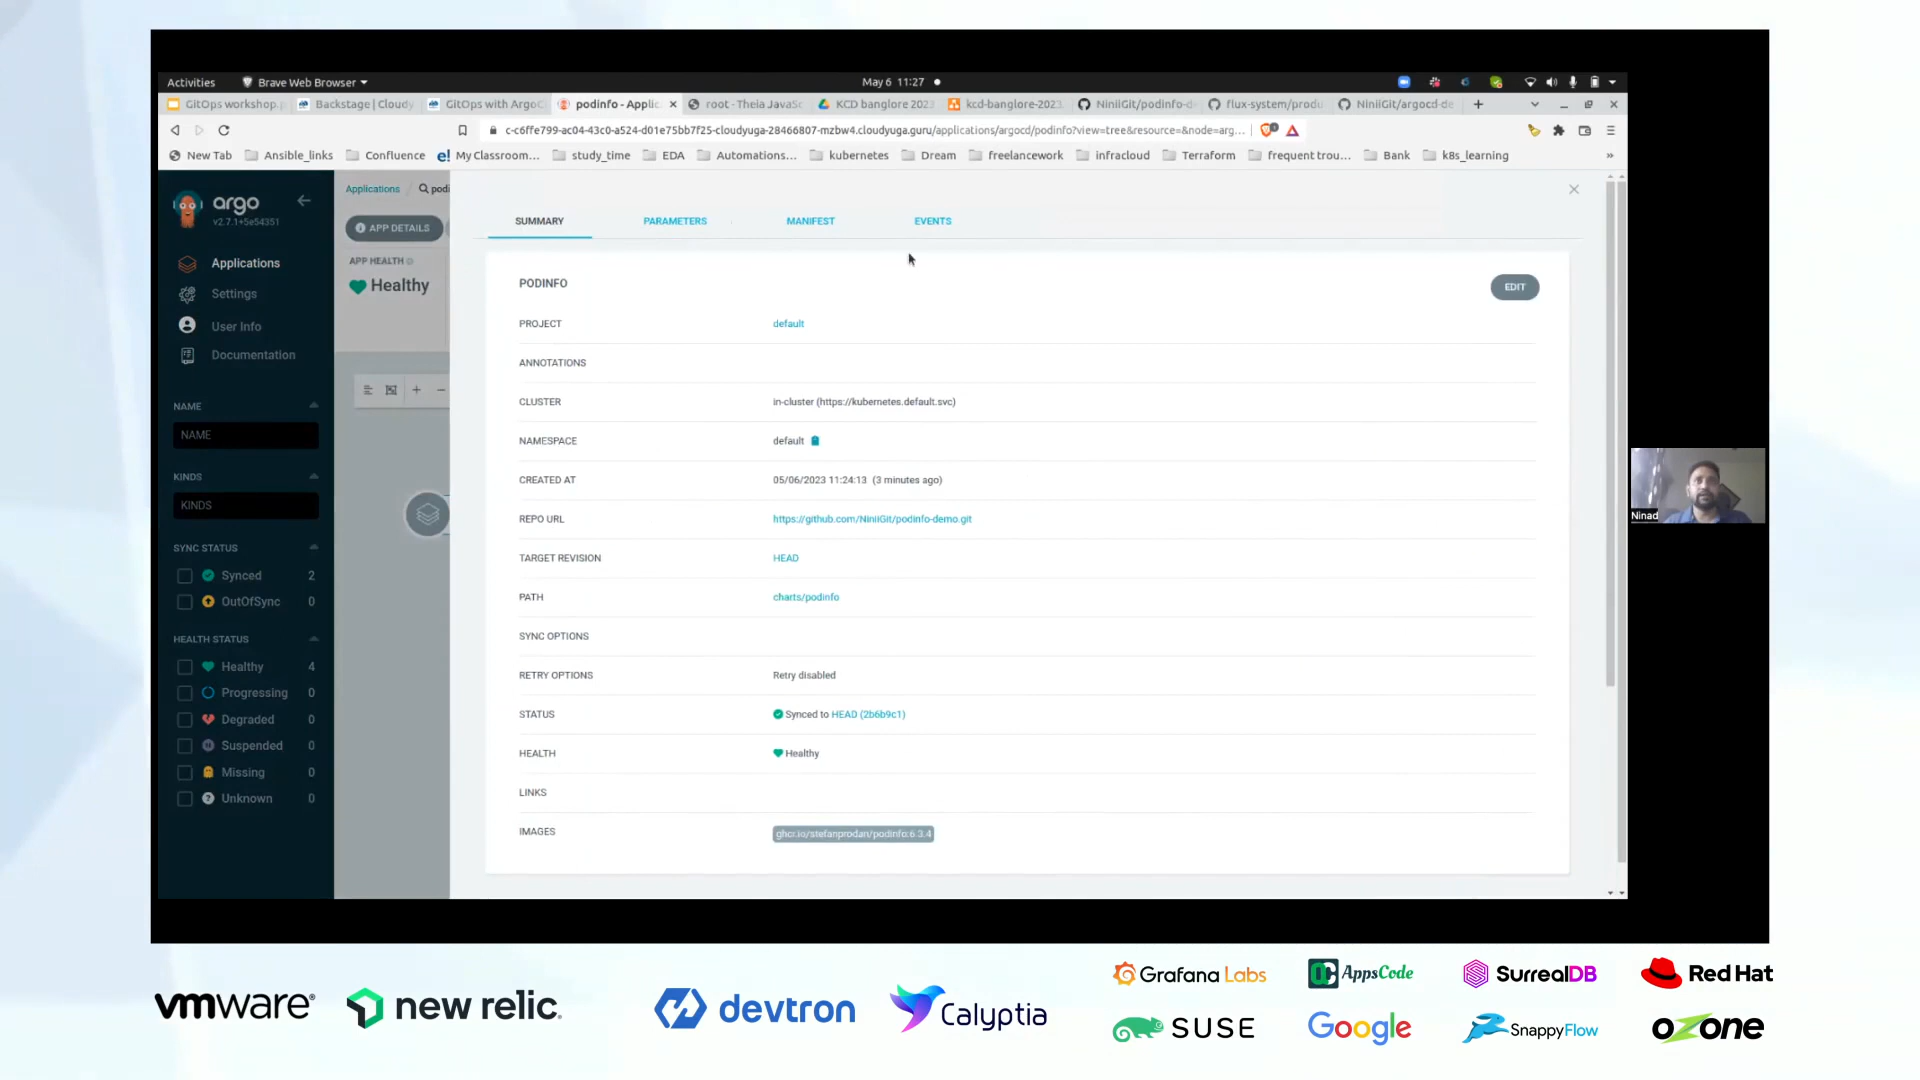 Activities Brave Web Browser May 6 11:27
GitOps workshop.p Backstage | Cloudy GitOps with ArgoC podinfo - Applic root - Theia JavaSc KCD banglore 2023 kcd-banglore-2023. NiniiGit/podinfo-d flux-system/produ NiniiGit/argocd-de
c-c6ffe799-ac04-43c0-a524-d01e75bb7f25-cloudyuga-28466807-mzbw4.cloudyuga.guru/applications/argocd/podinfo?view=tree&resource=&node=arg...
New Tab Ansible_links Confluence My Classroom... study_time EDA Automations... kubernetes Dream freelancework infracloud Terraform frequent trou... Bank k8s_learning
argo
v2.7.1+5e54351
Applications
Settings
User Info
Documentation
NAME
NAME
KINDS
KINDS
SYNC STATUS
Synced 2
OutOfSync 0
HEALTH STATUS
Healthy 4
Progressing 0
Degraded 0
Suspended 0
Missing 0
Unknown 0
Applications / podi
APP DETAILS
APP HEALTH
Healthy
SUMMARY PARAMETERS MANIFEST EVENTS
PODINFO EDIT
PROJECT default
ANNOTATIONS
CLUSTER in-cluster (https://kubernetes.default.svc)
NAMESPACE default
CREATED AT 05/06/2023 11:24:13 (3 minutes ago)
REPO URL https://github.com/NiniiGit/podinfo-demo.git
TARGET REVISION HEAD
PATH charts/podinfo
SYNC OPTIONS
RETRY OPTIONS Retry disabled
STATUS Synced to HEAD (2b6b9c1)
HEALTH Healthy
LINKS
IMAGES ghcr.io/stefanprodan/podinfo:6.3.4
Ninad
vmware® new relic. devtron Calyptia
Grafana Labs AppsCode SurrealDB Red Hat
SUSE Google SnappyFlow ozone